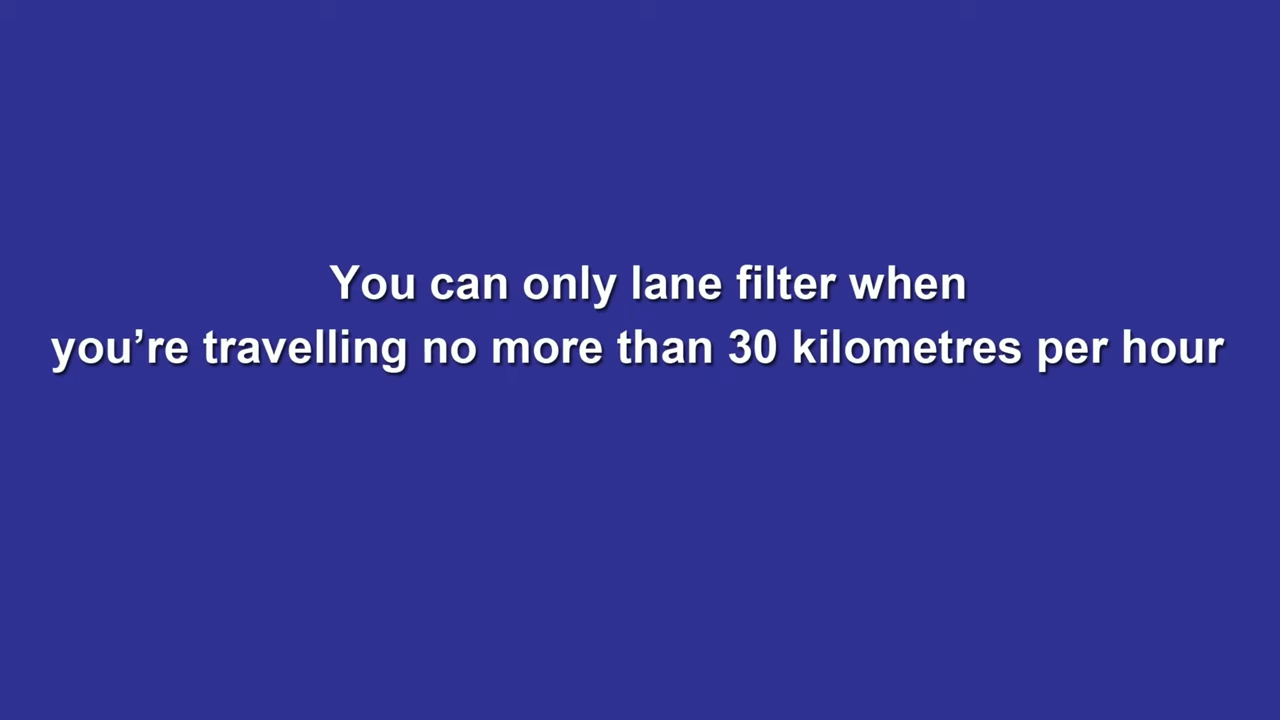 You can only lane filter when
you’re travelling no more than 30 kilometres per hour